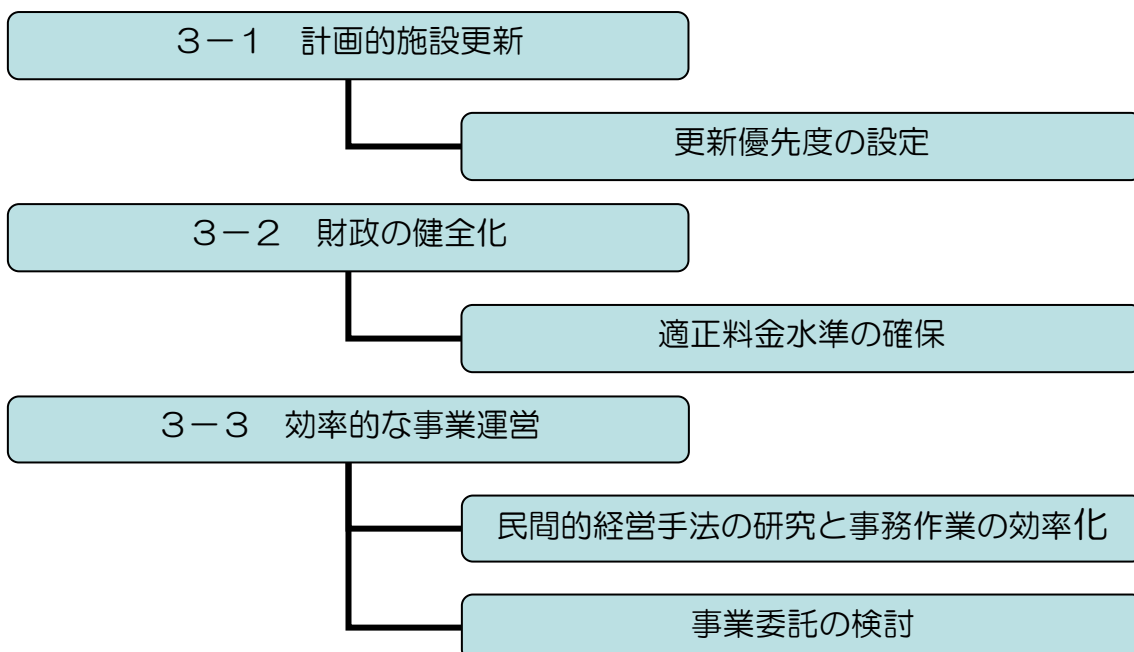 ３－１　計画的施設更新
更新優先度の設定
３－２　財政の健全化
適正料金水準の確保
３－３　効率的な事業運営
民間的経営手法の研究と事務作業の効率化
事業委託の検討